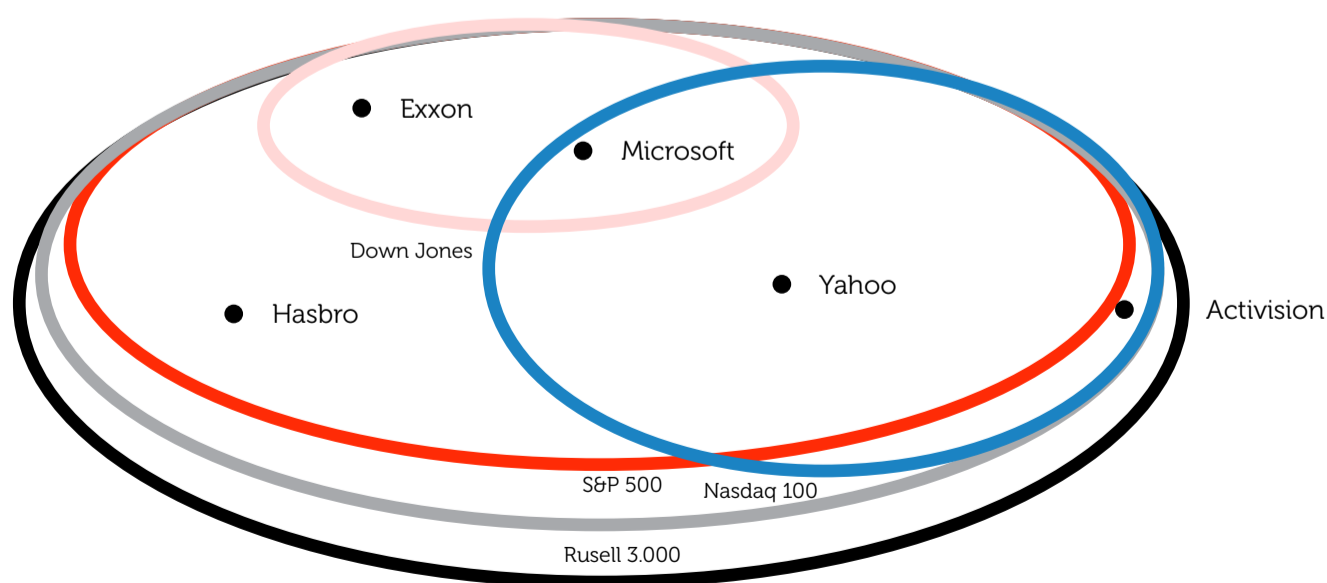 Exxon
Microsoft
Down Jones
Yahoo
Hasbro
Activision
S&P 500
Nasdaq 100
Rusell 3.000